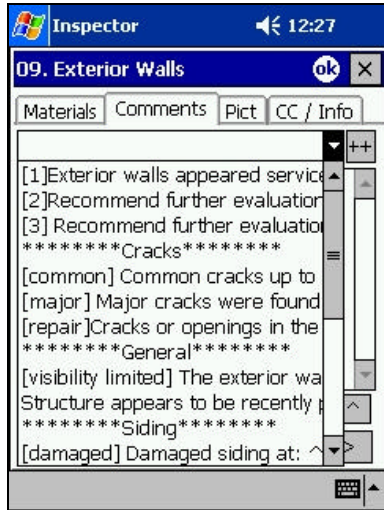 Inspector 12:27
09. Exterior Walls ok
Materials Comments Pict CC / Info
++
[1]Exterior walls appeared service
[2]Recommend further evaluation
[3] Recommend further evaluation
********Cracks********
[common] Common cracks up to
[major] Major cracks were found
[repair]Cracks or openings in the
********General********
[visibility limited] The exterior wa
Structure appears to be recently
********Siding********
[damaged] Damaged siding at: ^